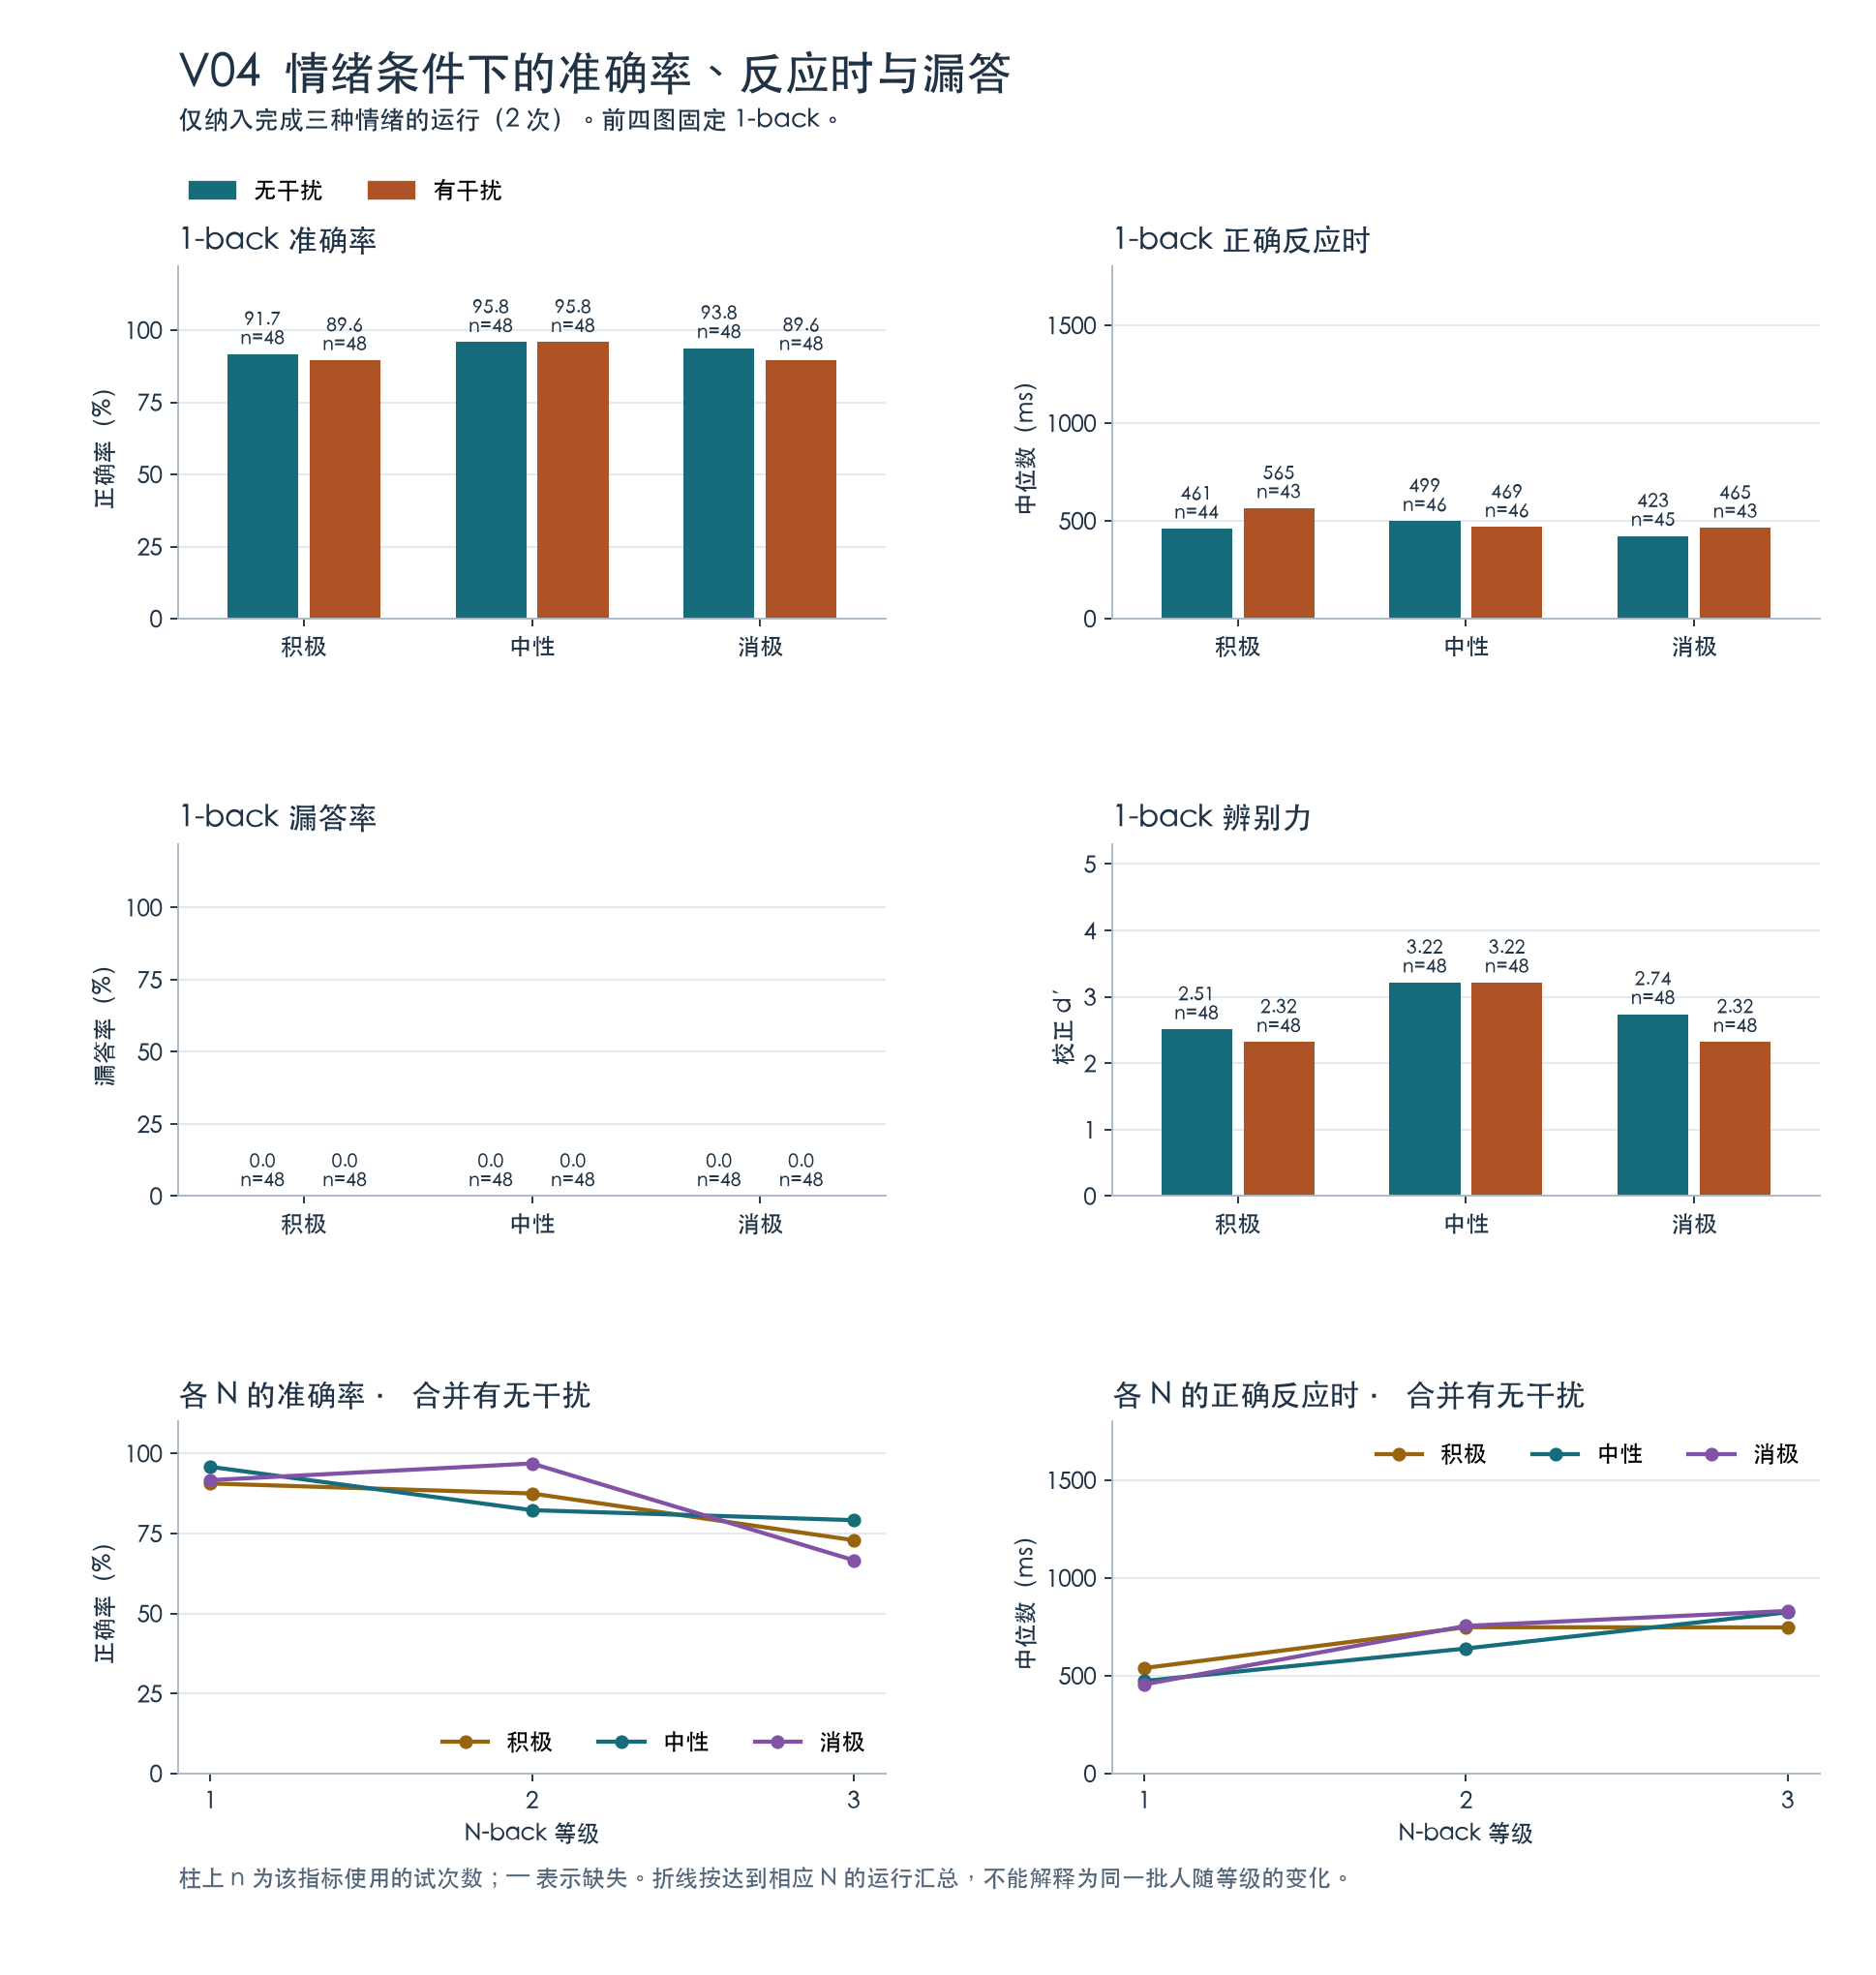 V04 情绪条件下的准确率、反应时与漏答
仅纳入完成三种情绪的运行（2 次）。前四图固定 1-back。
无干扰 有干扰
1-back 准确率
正确率（%）
100
75
50
25
0
91.7
n=48
89.6
n=48
95.8
n=48
95.8
n=48
93.8
n=48
89.6
n=48
积极 中性 消极
1-back 正确反应时
中位数（ms）
1500
1000
500
0
461
n=44
565
n=43
499
n=46
469
n=46
423
n=45
465
n=43
积极 中性 消极
1-back 漏答率
漏答率（%）
100
75
50
25
0
0.0
n=48
0.0
n=48
0.0
n=48
0.0
n=48
0.0
n=48
0.0
n=48
积极 中性 消极
1-back 辨别力
校正 d′
5
4
3
2
1
0
2.51
n=48
2.32
n=48
3.22
n=48
3.22
n=48
2.74
n=48
2.32
n=48
积极 中性 消极
各 N 的准确率· 合并有无干扰
正确率（%）
100
75
50
25
0
积极 中性 消极
1 2 3
N-back 等级
各 N 的正确反应时· 合并有无干扰
中位数（ms）
积极 中性 消极
1500
1000
500
0
1 2 3
N-back 等级
柱上 n 为该指标使用的试次数；— 表示缺失。折线按达到相应 N 的运行汇总，不能解释为同一批人随等级的变化。